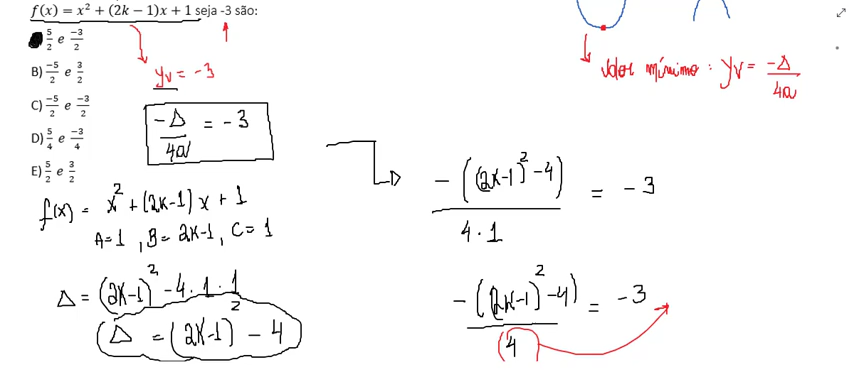 f(x) = x² + (2k − 1)x + 1 seja -3 são:
5/2 e −3/2
B) −5/2 e 3/2
C) −5/2 e −3/2
D) 5/4 e −3/4
E) 5/2 e 3/2
yv = −3
−Δ/4a = −3
f(x) = x² + (2k−1)x + 1
A=1, B= 2k−1, C= 1
Δ = (2k−1)² − 4·1·1
Δ = (2k−1)² − 4
valor mínimo: yv = −Δ/4a
−((2k−1)² −4)/4·1 = −3
−((2k−1)² −4)/4 = −3